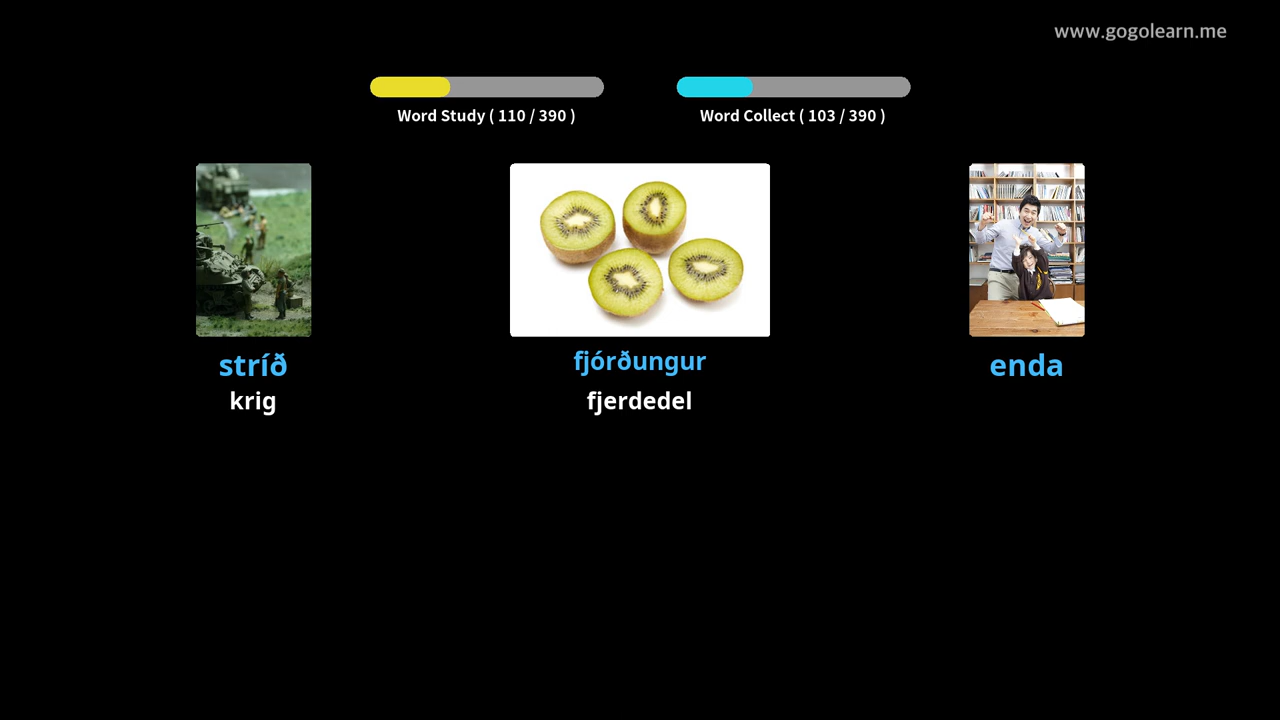 www.gogolearn.me
Word Study ( 110 / 390 )
Word Collect ( 103 / 390 )
stríð
krig
fjórðungur
fjerdedel
enda